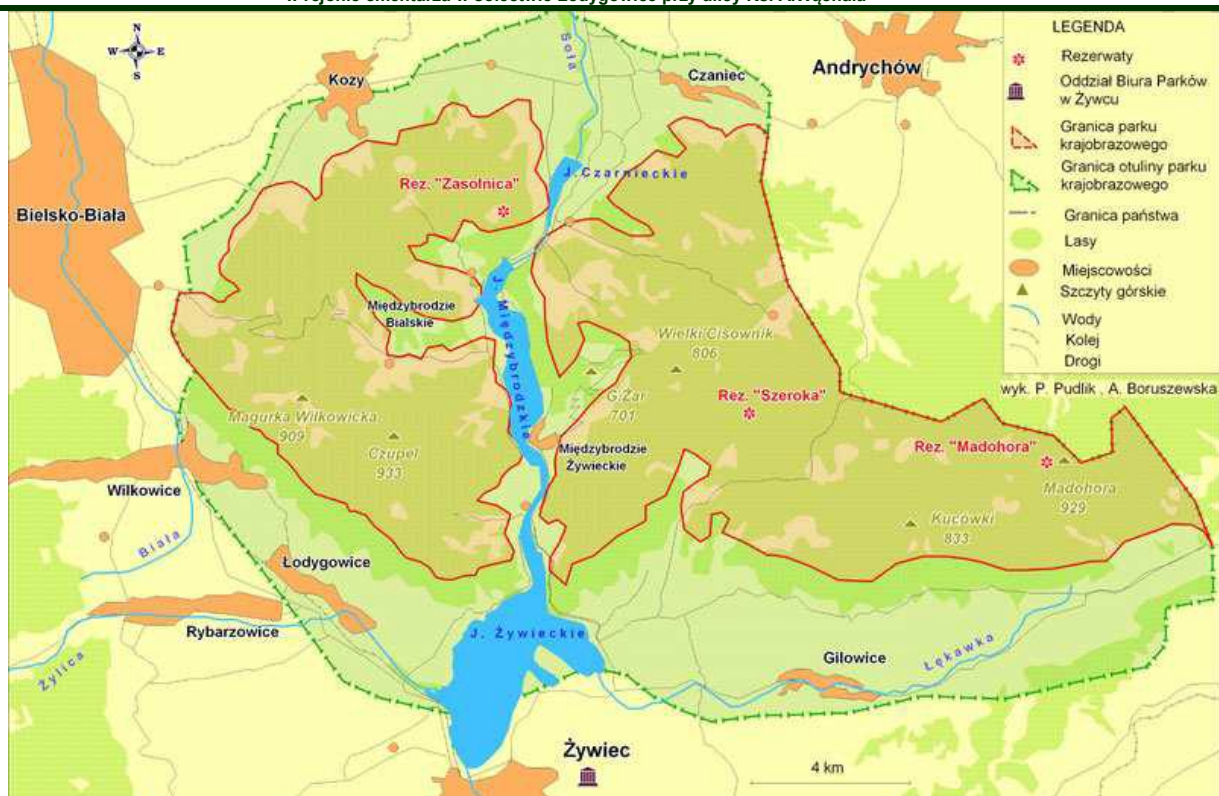 N
W E
S
Soła
LEGENDA
Rezerwaty
Oddział Biura Parków
w Żywcu
Granica parku
krajobrazowego
Granica otuliny parku
krajobrazowego
Granica państwa
Lasy
Miejscowości
Szczyty górskie
Wody
Kolej
Drogi
wyk. P. Pudlik , A. Boruszewska
Kozy
Czaniec
Andrychów
Bielsko-Biała
Rez. "Zasolnica"
J. Czarnieckie
Międzybrodzie
Bialskie
J. Międzybrodzkie
Wielki Cisownik
806
G.Żar
701
Rez. "Szeroka"
Magurka Wilkowicka
909
Czupel
933
Międzybrodzie
Żywieckie
Rez. "Madohora"
Madohora
929
Kucówki
833
Wilkowice
Biała
Łodygowice
Rybarzowice
Żylica
J. Żywieckie
Gilowice
Łękawka
Żywiec
4 km